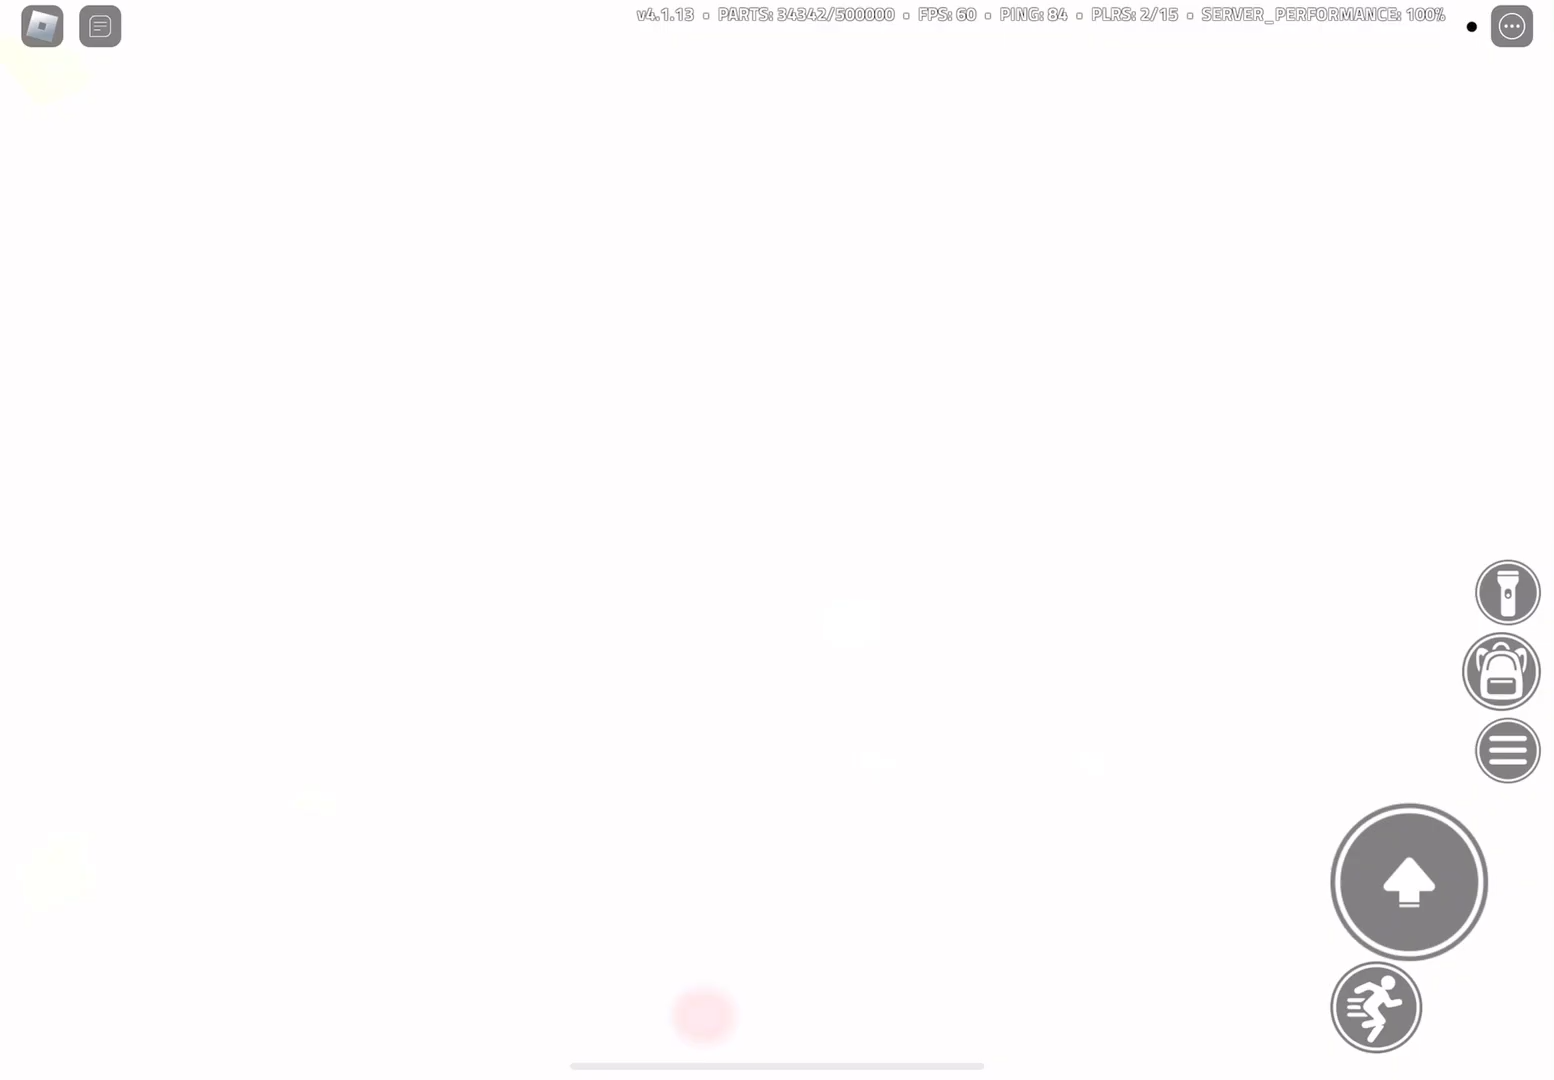 v4.1.13 • PARTS: 34342/500000 • FPS: 60 • PING: 84 • PLRS: 2/15 • SERVER_PERFORMANCE: 100%